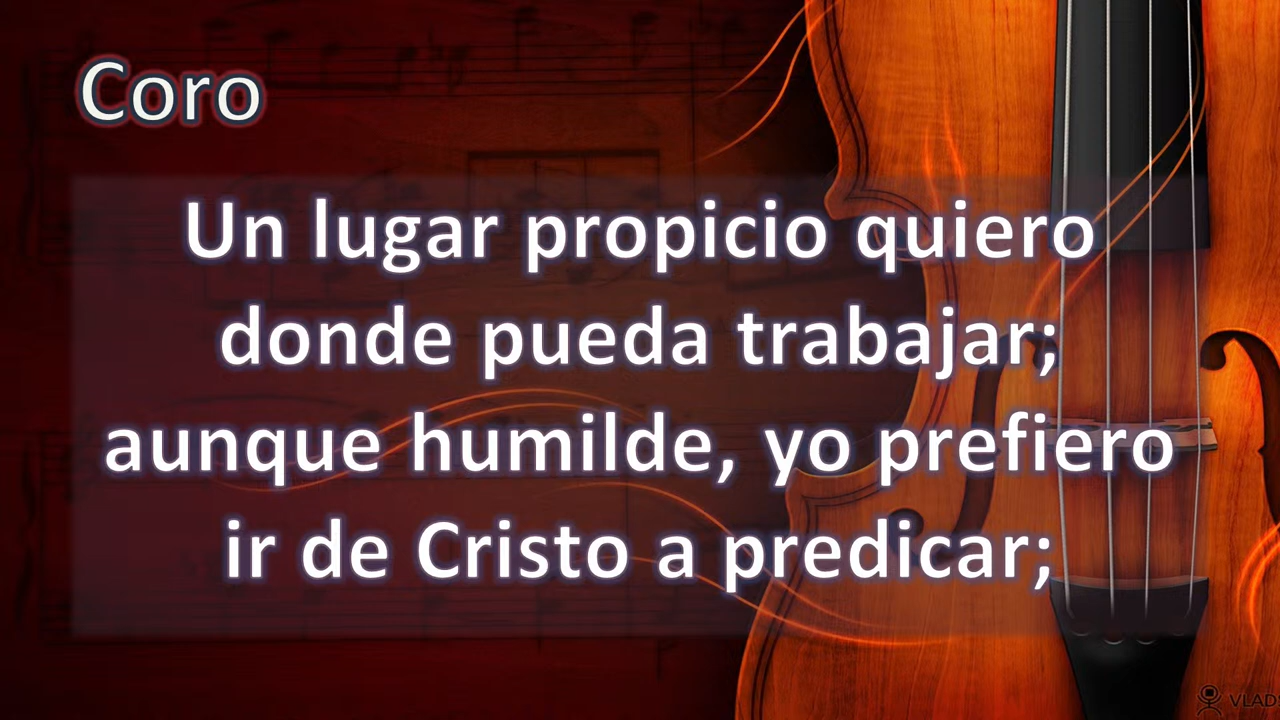 Coro
Un lugar propicio quiero
donde pueda trabajar;
aunque humilde, yo prefiero
ir de Cristo a predicar;